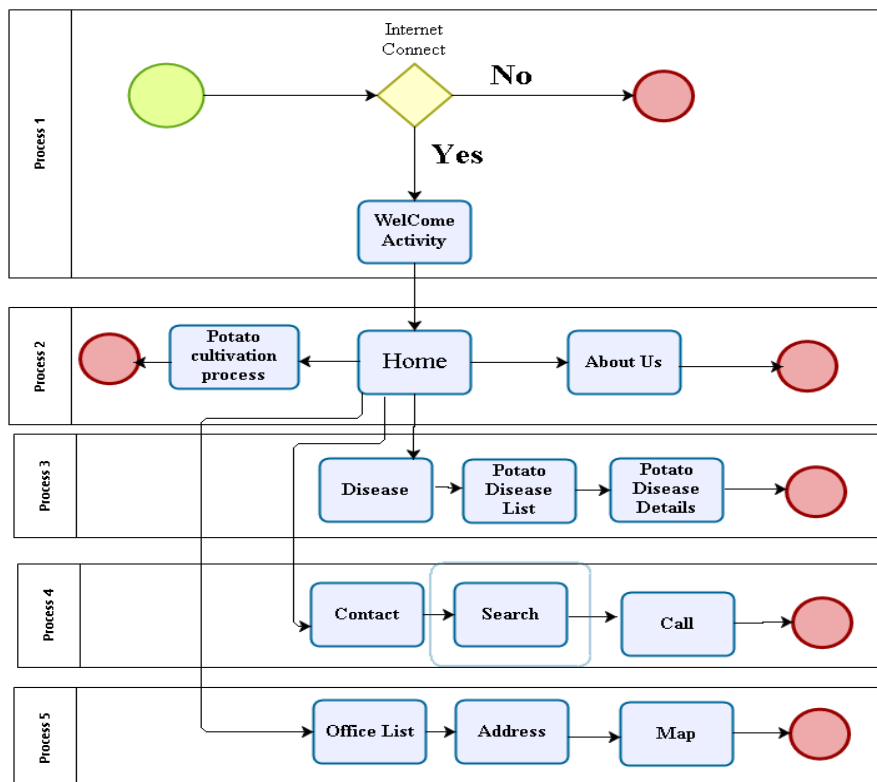 Process 1
Internet
Connect
No
Yes
WelCome
Activity
Process 2
Potato
cultivation
process
Home
About Us
Process 3
Disease
Potato
Disease
List
Potato
Disease
Details
Process 4
Contact
Search
Call
Process 5
Office List
Address
Map